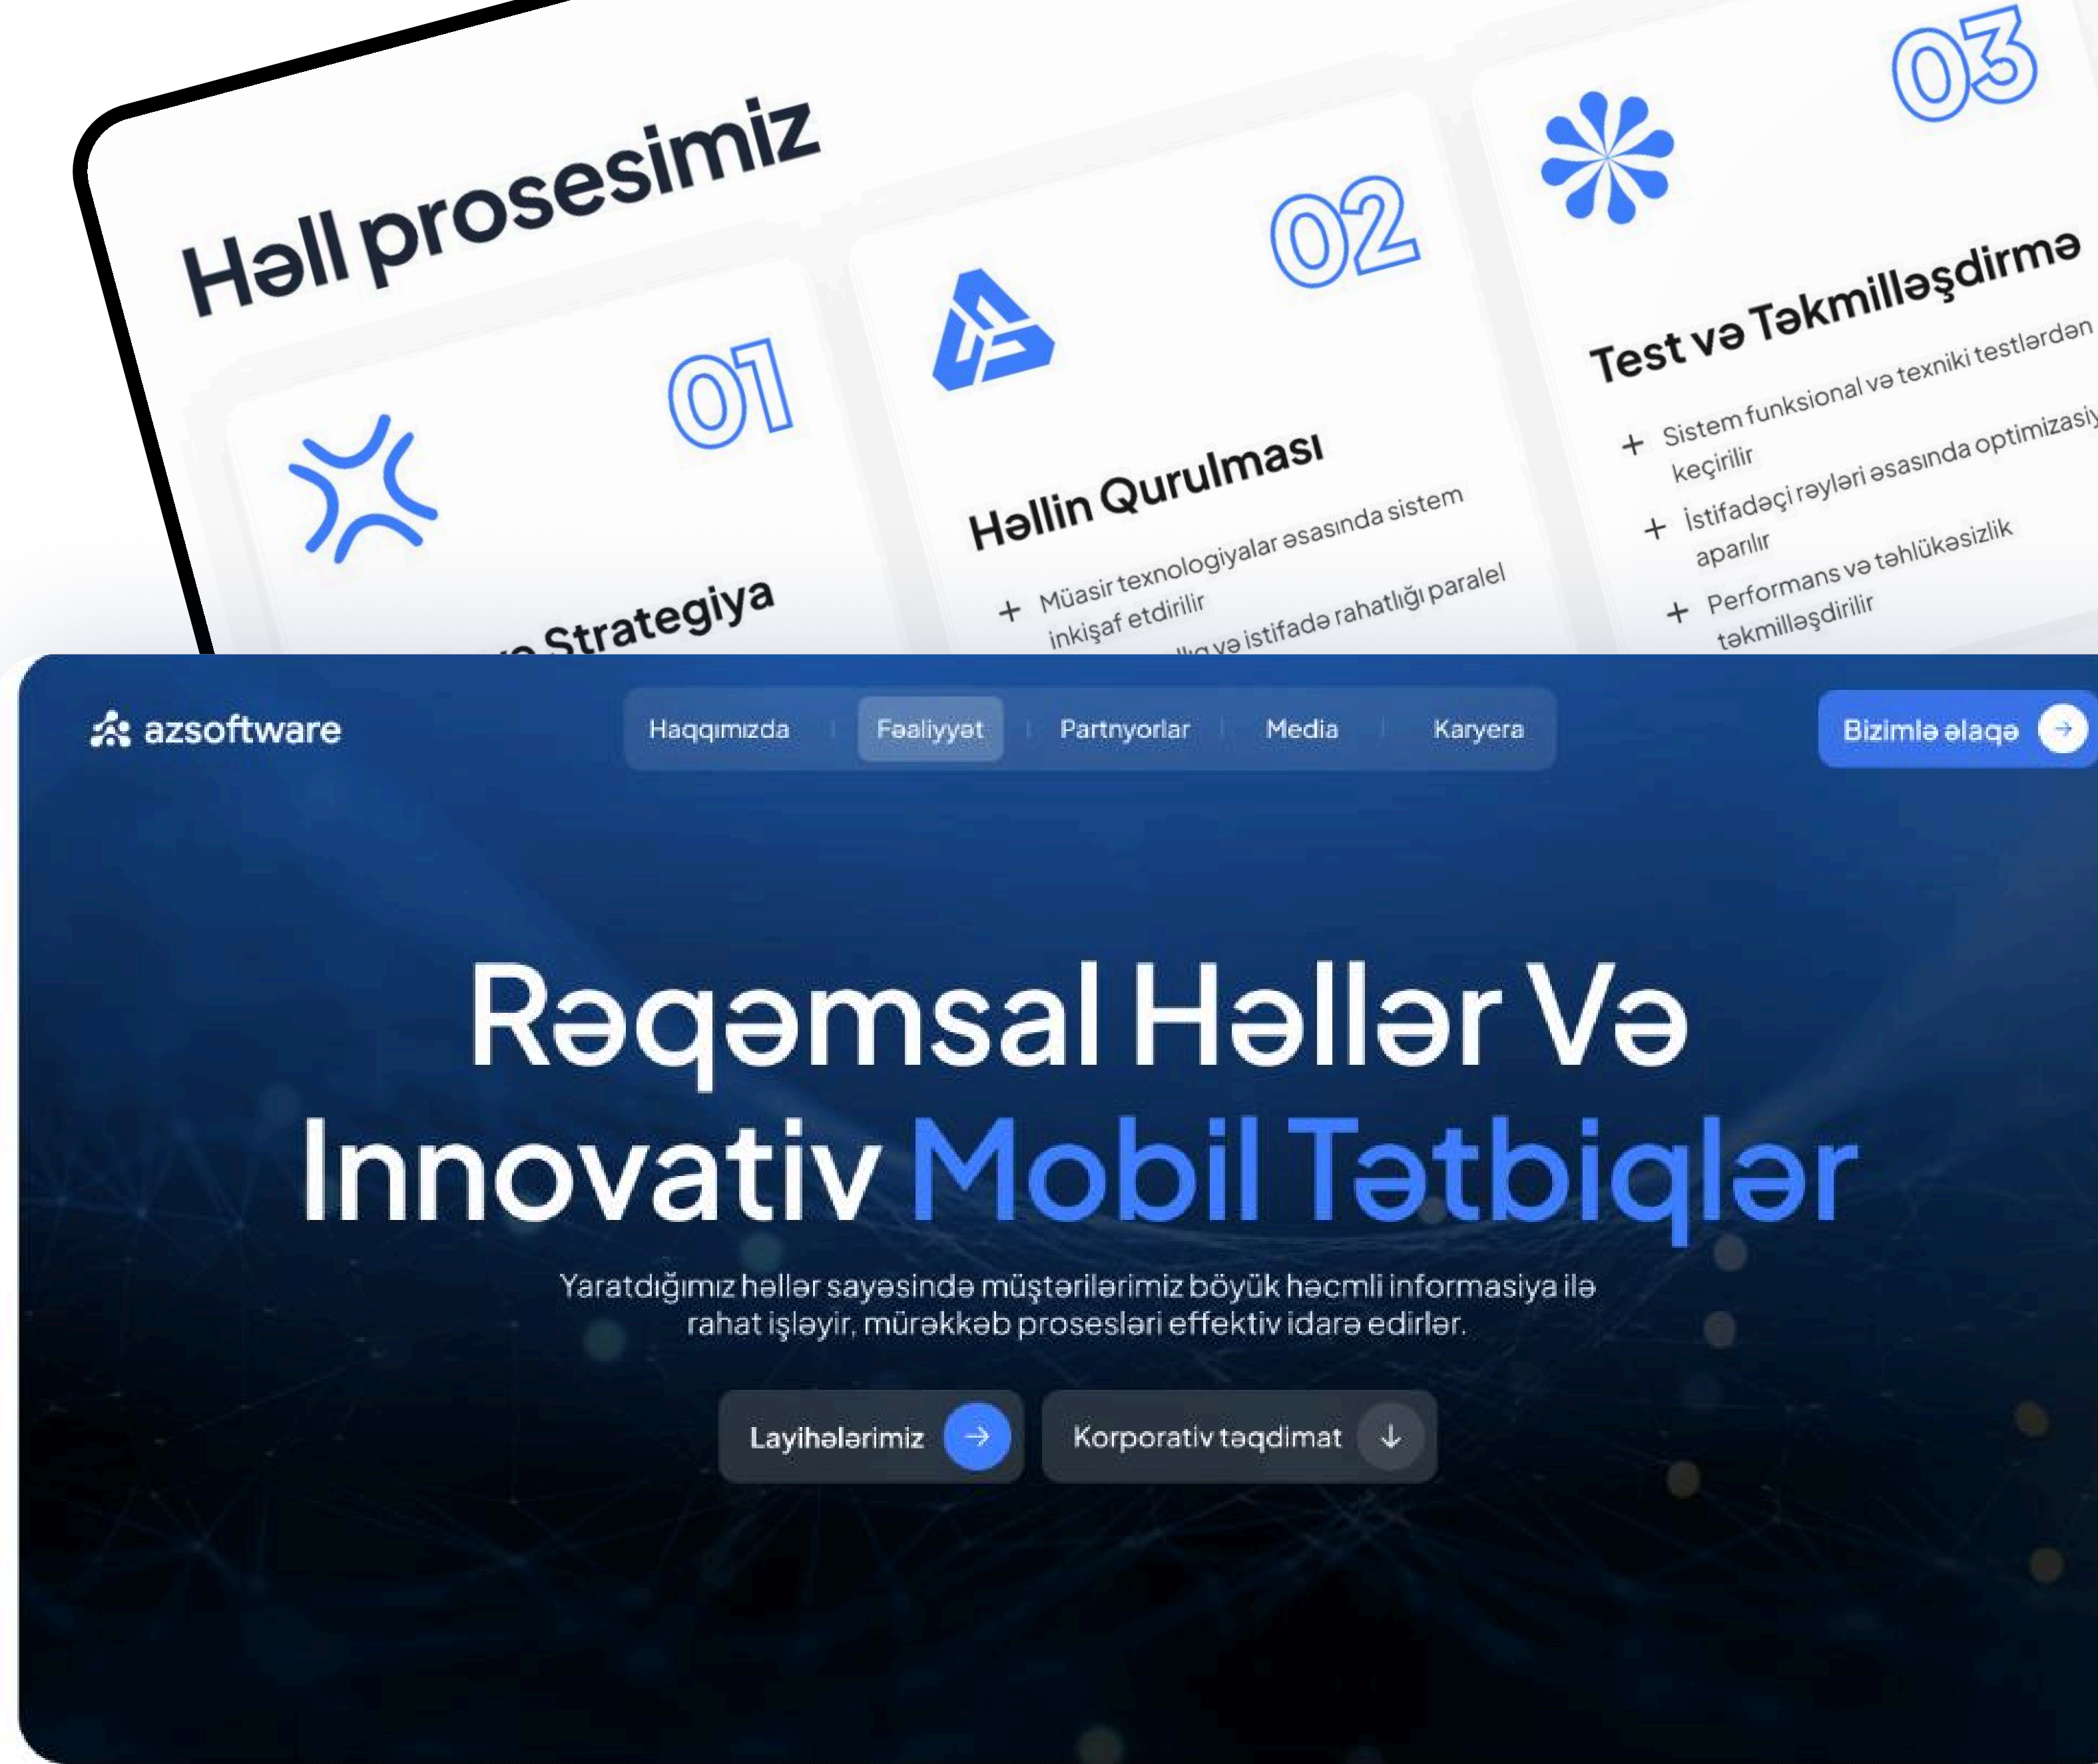 Həll prosesimiz
01
Strategiya
02
Həllin Qurulması
Müasir texnologiyalar əsasında sistem
inkişaf etdirilir
və istifadə rahatlığı paralel
03
Test və Təkmilləşdirmə
Sistem funksional və texniki testlərdən
keçirilir
İstifadəçi rəyləri əsasında
aparılır
Performans və təhlükəsizlik
təkmilləşdirilir
azsoftware
Haqqımızda
Fəaliyyət
Partnyorlar
Media
Karyera
Bizimlə əlaqə
Rəqəmsal Həllər Və
Innovativ Mobil Tətbiqlər
Yaratdığımız həllər sayəsində müştərilərimiz böyük həcmli informasiya ilə
rahat işləyir, mürəkkəb prosesləri effektiv idarə edirlər.
Layihələrimiz
Korporativ təqdimat